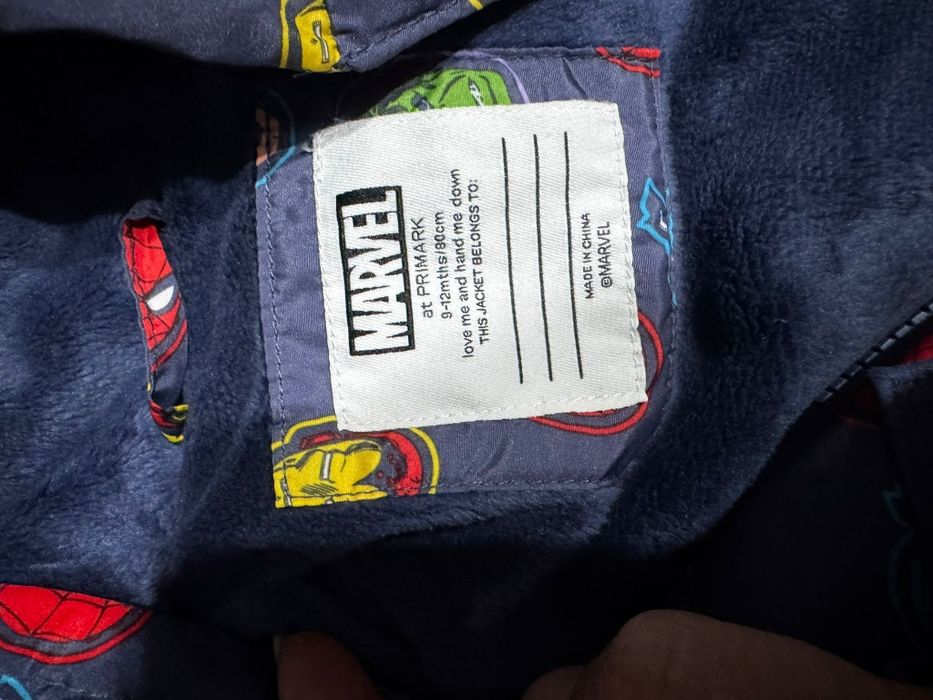 MARVEL
at PRIMARK
9-12mths/80cm
love me and hand me down
THIS JACKET BELONGS TO:
MADE IN CHINA
©MARVEL